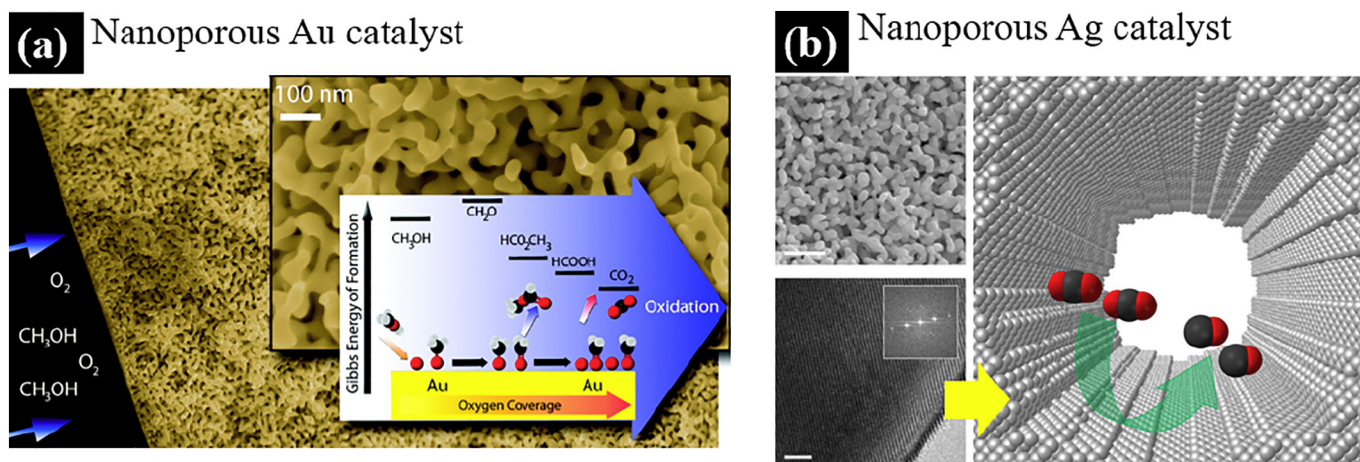 (a) Nanoporous Au catalyst
100 nm
O₂
CH₃OH
O₂
CH₃OH
Gibbs Energy of Formation
CH₃OH
CH₂O
HCO₂CH₃
HCOOH
CO₂
Oxidation
Au
Au
Oxygen Coverage
(b) Nanoporous Ag catalyst